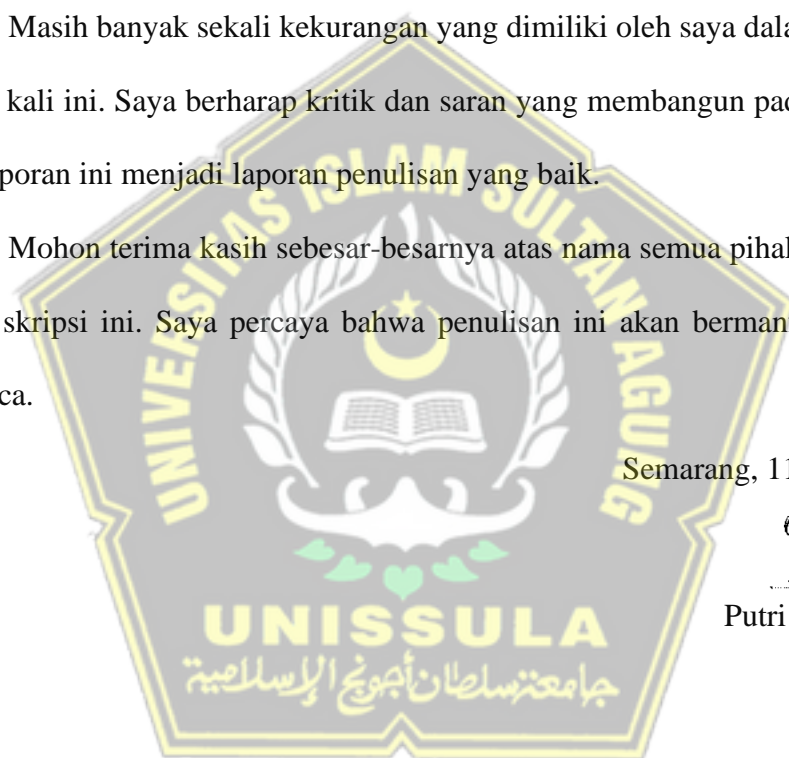 Masih banyak sekali kekurangan yang dimiliki oleh saya dala
kali ini. Saya berharap kritik dan saran yang membangun pad
poran ini menjadi laporan penulisan yang baik.
Mohon terima kasih sebesar-besarnya atas nama semua pihak
skripsi ini. Saya percaya bahwa penulisan ini akan berman
ca.
Semarang, 11
Putri
UNIVERSITAS ISLAM SULTAN AGUNG
UNISSULA
جامعة سلطان أجونج الإسلامية